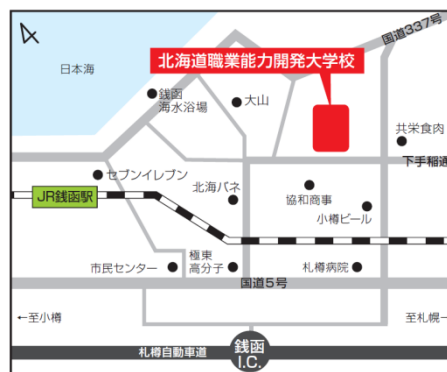 国道337号
日本海
北海道職業能力開発大学校
銭函
海水浴場
大山
共栄食肉
下手稲通
セブンイレブン
JR銭函駅
北海バネ
協和商事
小樽ビール
極東
高分子
市民センター
札樽病院
国道5号
←至小樽
至札幌→
札樽自動車道
銭函
I.C.